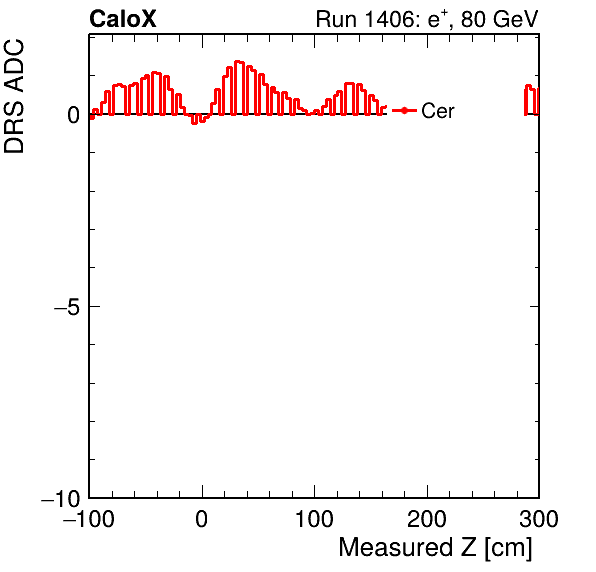 CaloX Run 1406: e⁺, 80 GeV
DRS ADC
0
Cer
−5
−10
−100 0 100 200 300
Measured Z [cm]